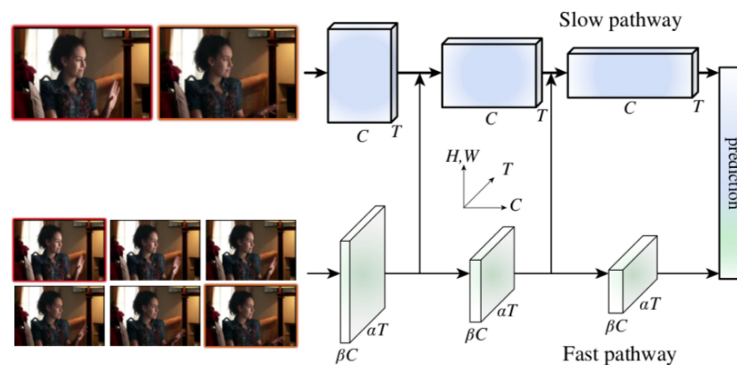 Slow pathway
C
T
C
T
C
T
H,W
T
C
prediction
βC
αT
βC
αT
βC
αT
Fast pathway